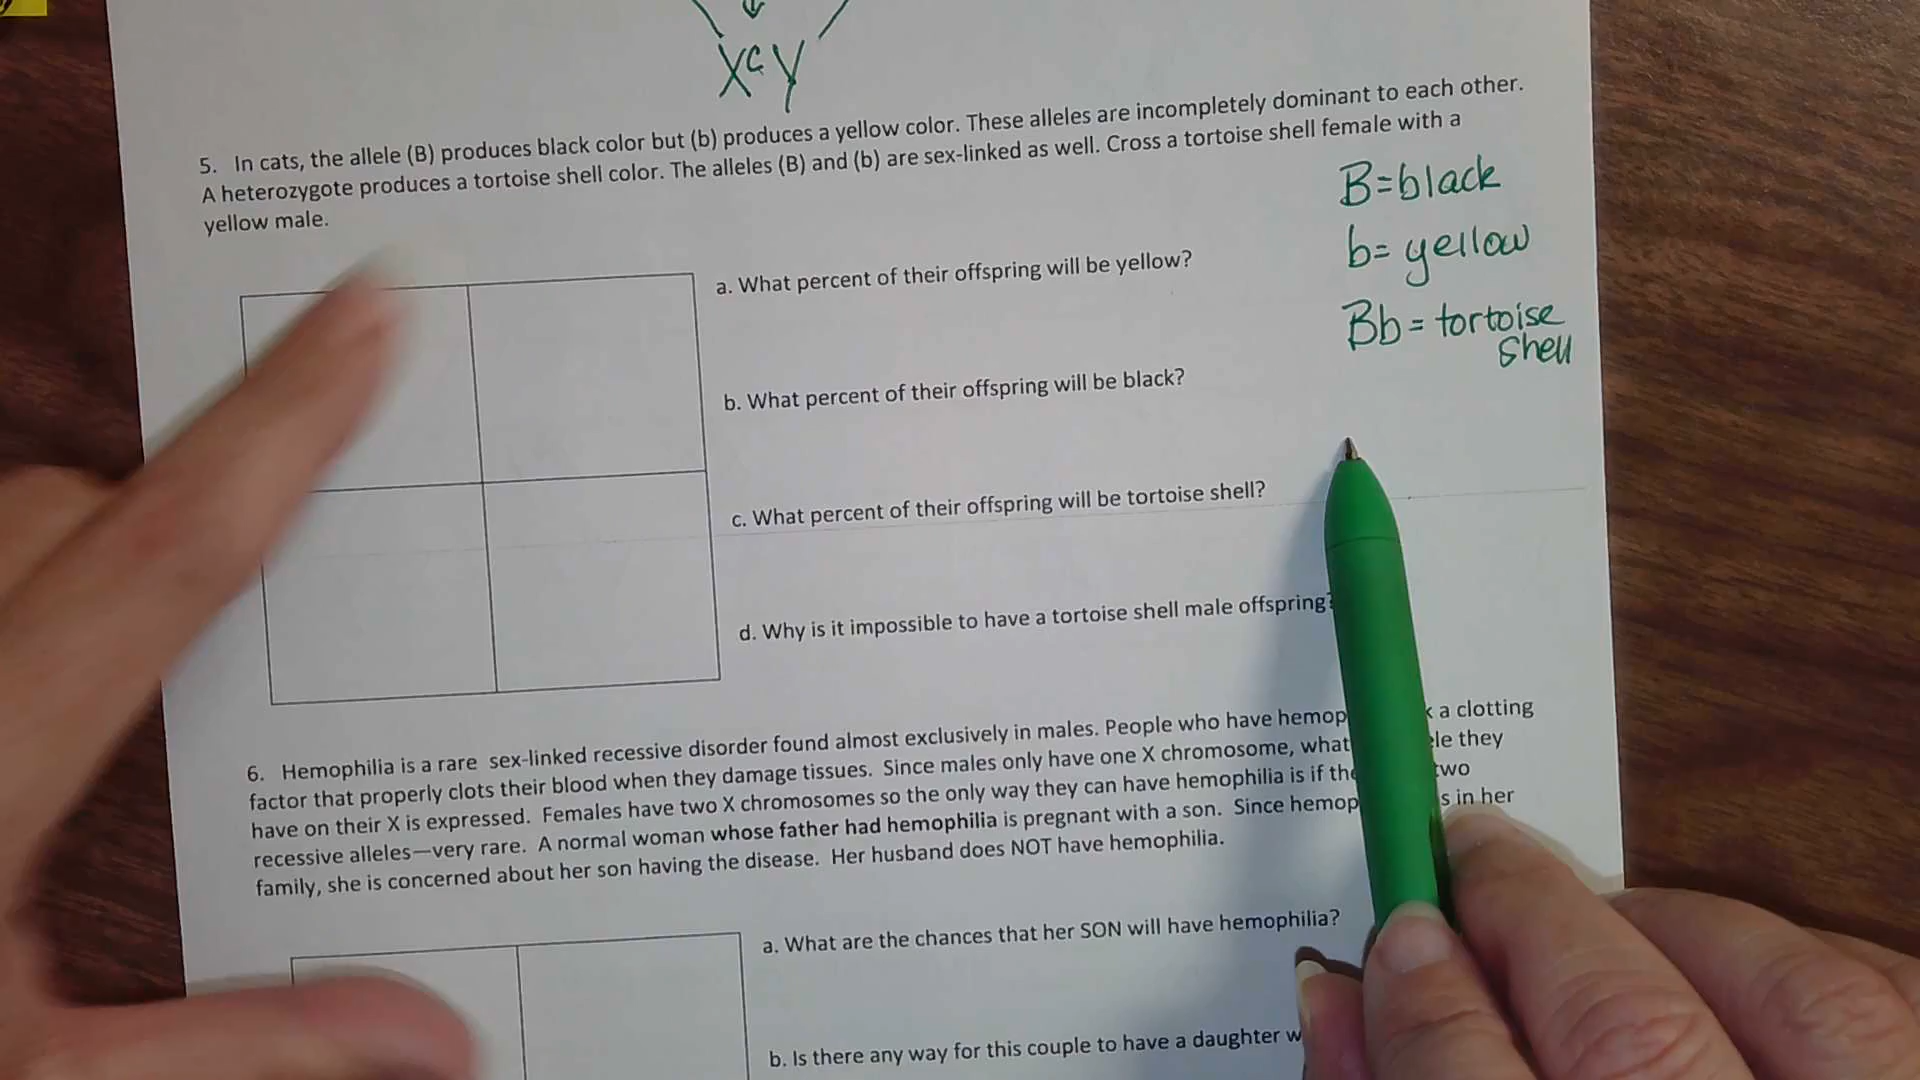 XᶜY
5. In cats, the allele (B) produces black color but (b) produces a yellow color. These alleles are incompletely dominant to each other.
A heterozygote produces a tortoise shell color. The alleles (B) and (b) are sex-linked as well. Cross a tortoise shell female with a
yellow male.
B=black
b= yellow
Bb= tortoise
shell
a. What percent of their offspring will be yellow?
b. What percent of their offspring will be black?
c. What percent of their offspring will be tortoise shell?
d. Why is it impossible to have a tortoise shell male offspring?
6. Hemophilia is a rare sex-linked recessive disorder found almost exclusively in males. People who have hemop a clotting
factor that properly clots their blood when they damage tissues. Since males only have one X chromosome, what they
have on their X is expressed. Females have two X chromosomes so the only way they can have hemophilia is if two
recessive alleles—very rare. A normal woman whose father had hemophilia is pregnant with a son. Since hemop in her
family, she is concerned about her son having the disease. Her husband does NOT have hemophilia.
a. What are the chances that her SON will have hemophilia?
b. Is there any way for this couple to have a daughter w